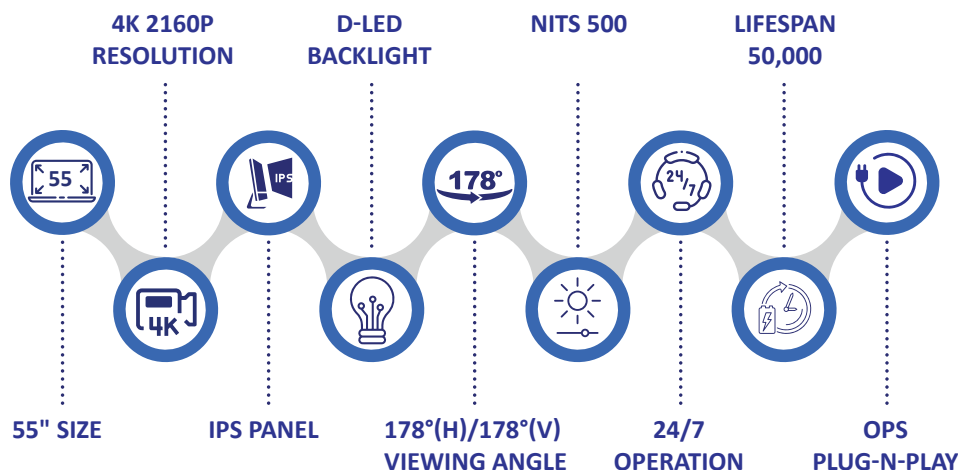 4K 2160P
RESOLUTION
D-LED
BACKLIGHT
NITS 500
LIFESPAN
50,000
55
IPS
178°
24/7
4K
55" SIZE
IPS PANEL
178°(H)/178°(V)
VIEWING ANGLE
24/7
OPERATION
OPS
PLUG-N-PLAY